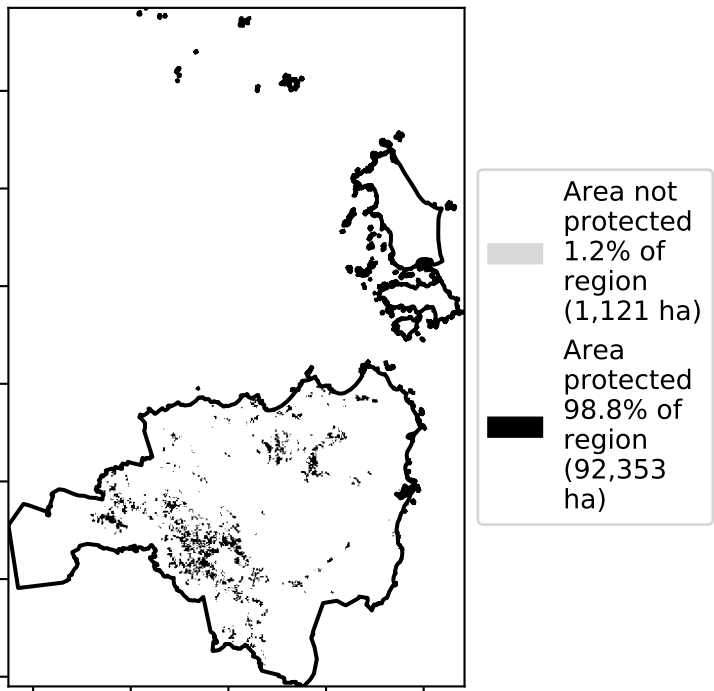 Area not
protected
1.2% of
region
(1,121 ha)
Area
protected
98.8% of
region
(92,353
ha)